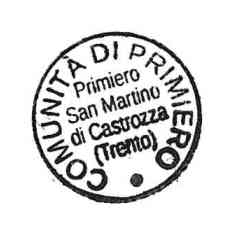 COMUNITÀ DI PRIMIERO
Primiero
San Martino
di Castrozza
(Trento)